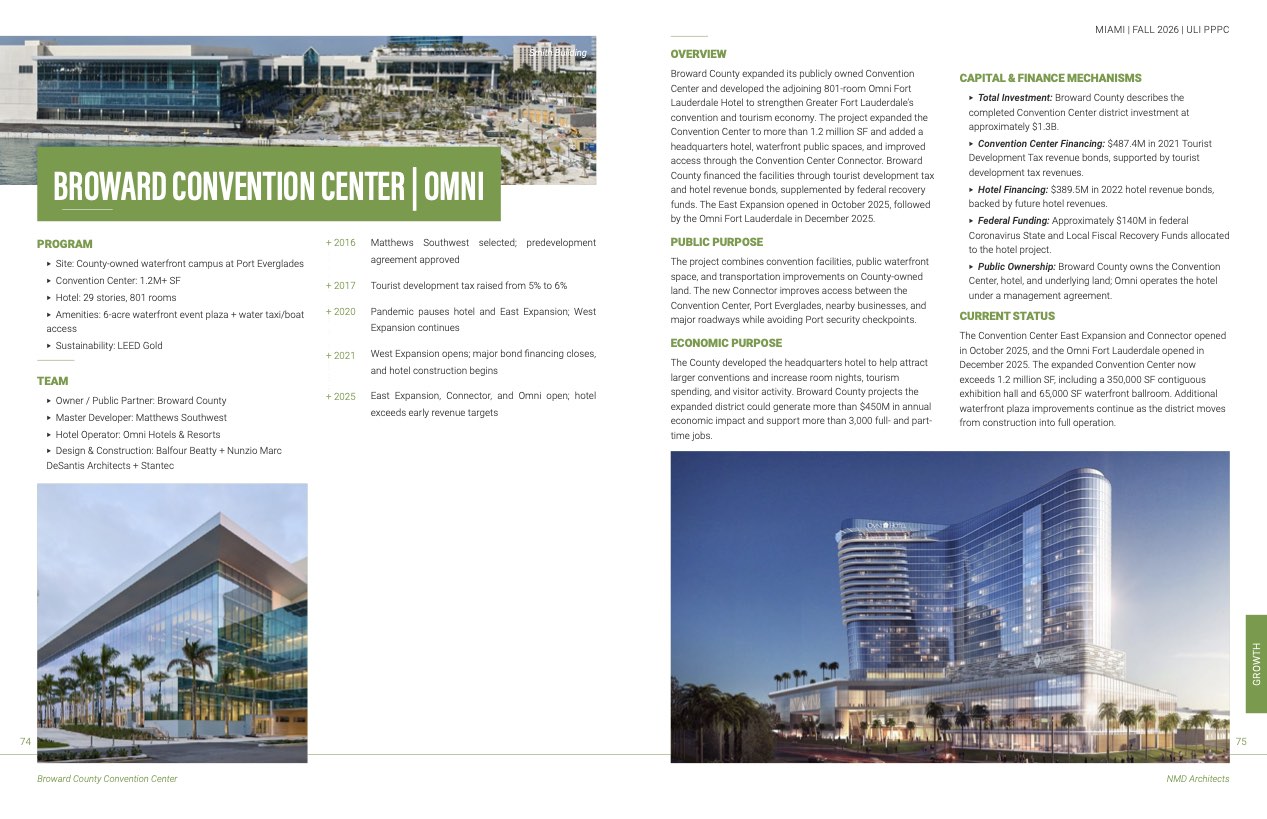 Smith Building
BROWARD CONVENTION CENTER | OMNI
PROGRAM
‣ Site: County-owned waterfront campus at Port Everglades
‣ Convention Center: 1.2M+ SF
‣ Hotel: 29 stories, 801 rooms
‣ Amenities: 6-acre waterfront event plaza + water taxi/boat
access
‣ Sustainability: LEED Gold
TEAM
‣ Owner / Public Partner: Broward County
‣ Master Developer: Matthews Southwest
‣ Hotel Operator: Omni Hotels & Resorts
‣ Design & Construction: Balfour Beatty + Nunzio Marc
DeSantis Architects + Stantec
+ 2016 Matthews Southwest selected; predevelopment
agreement approved
+ 2017 Tourist development tax raised from 5% to 6%
+ 2020 Pandemic pauses hotel and East Expansion; West
Expansion continues
+ 2021 West Expansion opens; major bond financing closes,
and hotel construction begins
+ 2025 East Expansion, Connector, and Omni open; hotel
exceeds early revenue targets
74
Broward County Convention Center
MIAMI | FALL 2026 | ULI PPPC
OVERVIEW
Broward County expanded its publicly owned Convention
Center and developed the adjoining 801-room Omni Fort
Lauderdale Hotel to strengthen Greater Fort Lauderdale's
convention and tourism economy. The project expanded the
Convention Center to more than 1.2 million SF and added a
headquarters hotel, waterfront public spaces, and improved
access through the Convention Center Connector. Broward
County financed the facilities through tourist development tax
and hotel revenue bonds, supplemented by federal recovery
funds. The East Expansion opened in October 2025, followed
by the Omni Fort Lauderdale in December 2025.
PUBLIC PURPOSE
The project combines convention facilities, public waterfront
space, and transportation improvements on County-owned
land. The new Connector improves access between the
Convention Center, Port Everglades, nearby businesses, and
major roadways while avoiding Port security checkpoints.
ECONOMIC PURPOSE
The County developed the headquarters hotel to help attract
larger conventions and increase room nights, tourism
spending, and visitor activity. Broward County projects the
expanded district could generate more than $450M in annual
economic impact and support more than 3,000 full- and part-
time jobs.
CAPITAL & FINANCE MECHANISMS
‣ Total Investment: Broward County describes the
completed Convention Center district investment at
approximately $1.3B.
‣ Convention Center Financing: $487.4M in 2021 Tourist
Development Tax revenue bonds, supported by tourist
development tax revenues.
‣ Hotel Financing: $389.5M in 2022 hotel revenue bonds,
backed by future hotel revenues.
‣ Federal Funding: Approximately $140M in federal
Coronavirus State and Local Fiscal Recovery Funds allocated
to the hotel project.
‣ Public Ownership: Broward County owns the Convention
Center, hotel, and underlying land; Omni operates the hotel
under a management agreement.
CURRENT STATUS
The Convention Center East Expansion and Connector opened
in October 2025, and the Omni Fort Lauderdale opened in
December 2025. The expanded Convention Center now
exceeds 1.2 million SF, including a 350,000 SF contiguous
exhibition hall and 65,000 SF waterfront ballroom. Additional
waterfront plaza improvements continue as the district moves
from construction into full operation.
OMNI HOTEL
GROWTH
75
NMD Architects